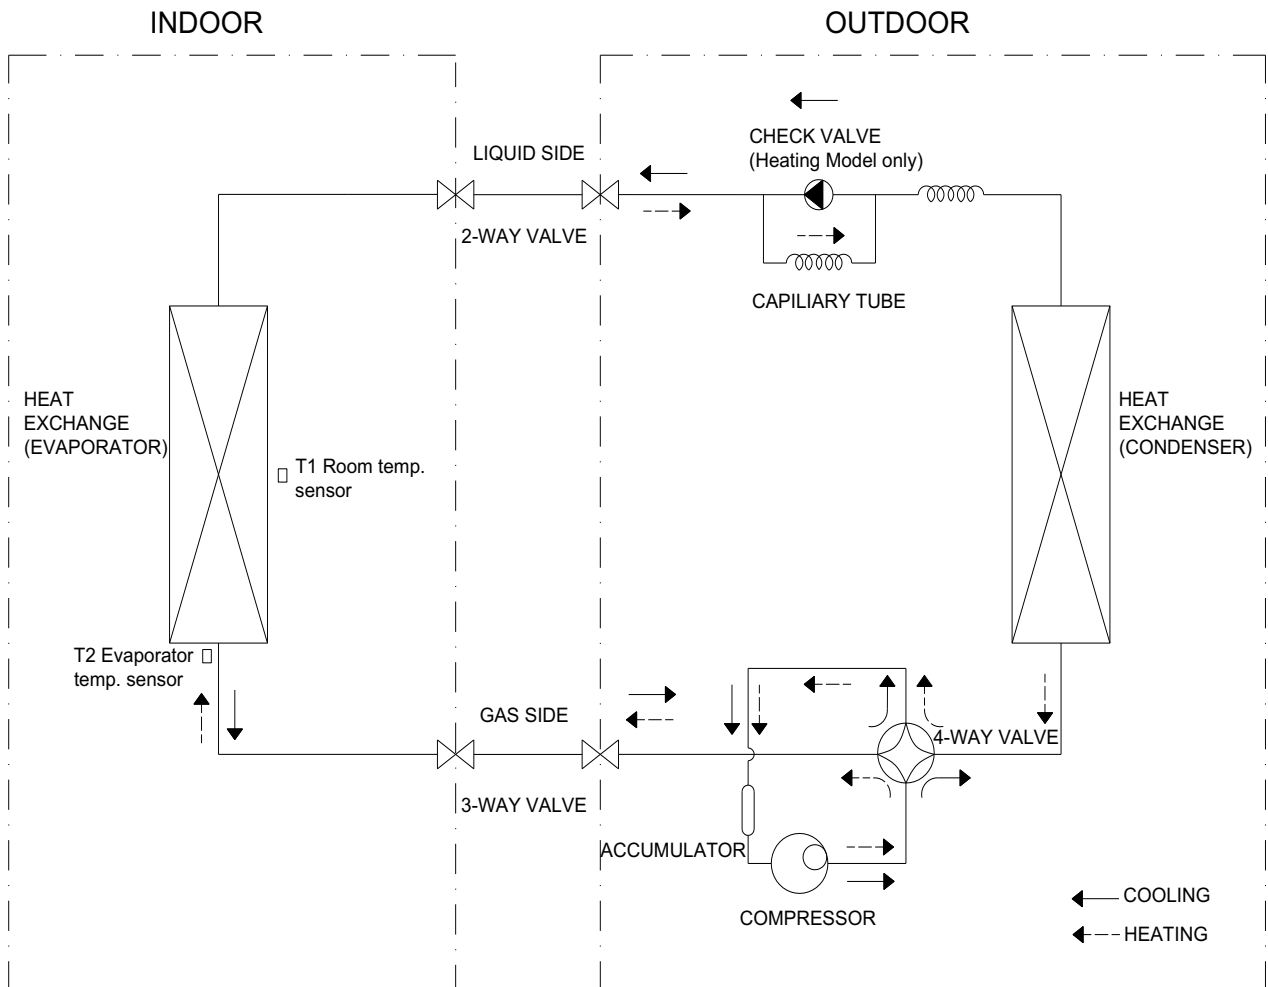 INDOOR
OUTDOOR
CHECK VALVE
(Heating Model only)
LIQUID SIDE
2-WAY VALVE
CAPILIARY TUBE
HEAT
EXCHANGE
(EVAPORATOR)
HEAT
EXCHANGE
(CONDENSER)
T1 Room temp.
sensor
T2 Evaporator
temp. sensor
GAS SIDE
4-WAY VALVE
3-WAY VALVE
ACCUMULATOR
COMPRESSOR
COOLING
HEATING